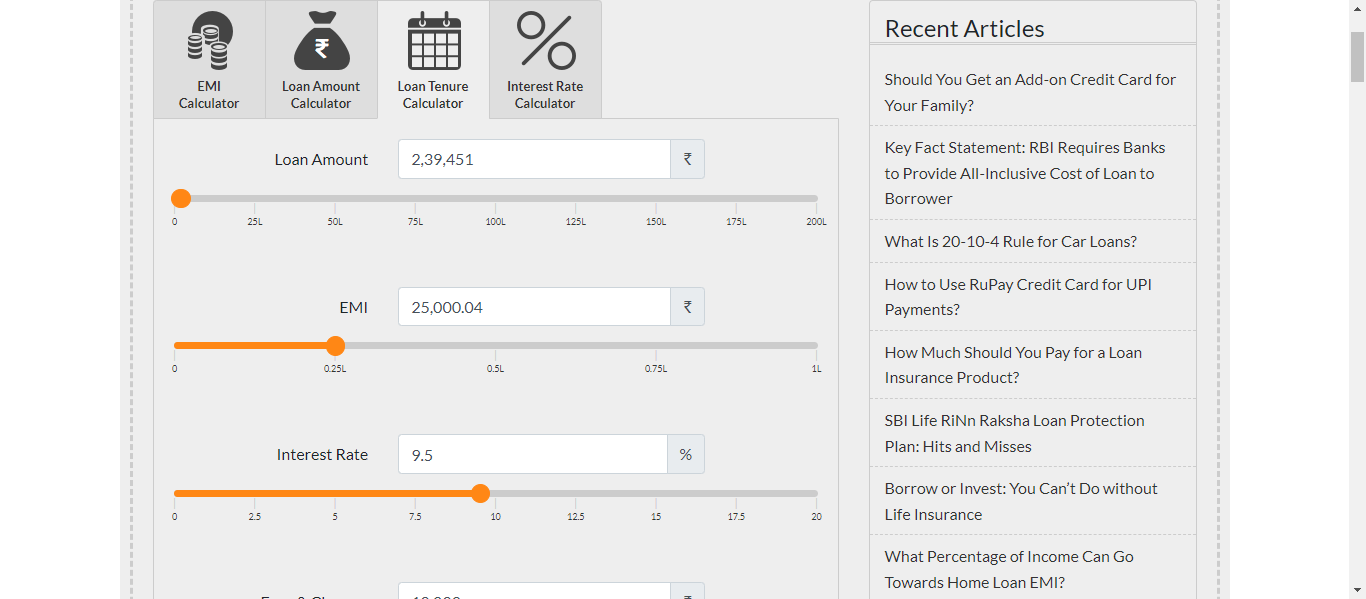 EMI
Calculator
₹
Loan Amount
Calculator
Loan Tenure
Calculator
Interest Rate
Calculator
Loan Amount
2,39,451
₹
0 25L 50L 75L 100L 125L 150L 175L 200L
EMI
25,000.04
₹
0 0.25L 0.5L 0.75L 1L
Interest Rate
9.5
%
0 2.5 5 7.5 10 12.5 15 17.5 20
Recent Articles
Should You Get an Add-on Credit Card for
Your Family?
Key Fact Statement: RBI Requires Banks
to Provide All-Inclusive Cost of Loan to
Borrower
What Is 20-10-4 Rule for Car Loans?
How to Use RuPay Credit Card for UPI
Payments?
How Much Should You Pay for a Loan
Insurance Product?
SBI Life RiNn Raksha Loan Protection
Plan: Hits and Misses
Borrow or Invest: You Can’t Do without
Life Insurance
What Percentage of Income Can Go
Towards Home Loan EMI?